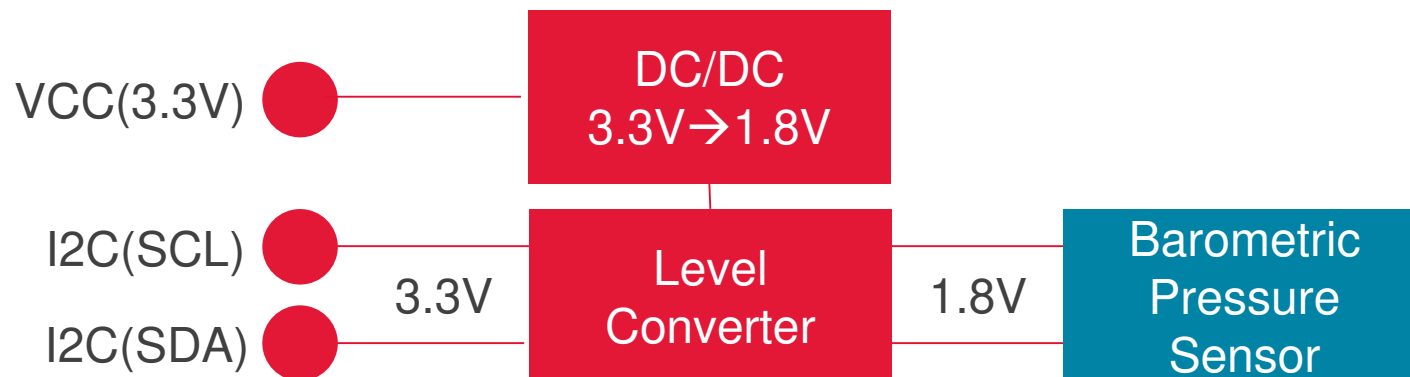 VCC(3.3V)
DC/DC
3.3V→1.8V
I2C(SCL)
3.3V
I2C(SDA)
Level
Converter
1.8V
Barometric
Pressure
Sensor